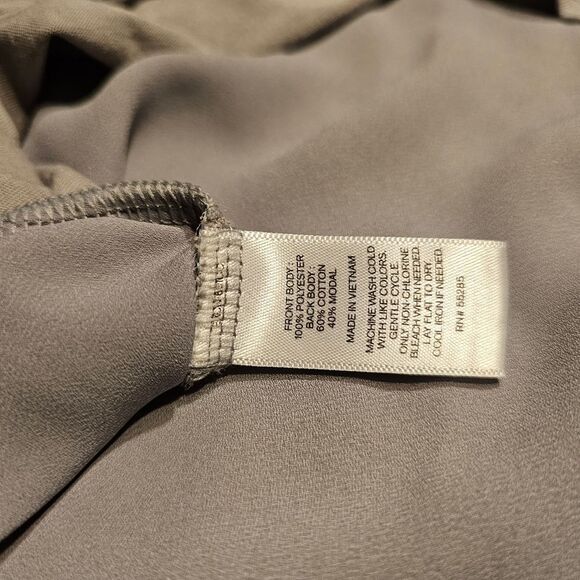 FRONT BODY:
100% POLYESTER
BACK BODY:
60% COTTON
40% MODAL
MADE IN VIETNAM
MACHINE WASH COLD
WITH LIKE COLORS.
GENTLE CYCLE.
ONLY NON-CHLORINE
BLEACH WHEN NEEDED.
LAY FLAT TO DRY.
COOL IRON IF NEEDED.
RN# 55285